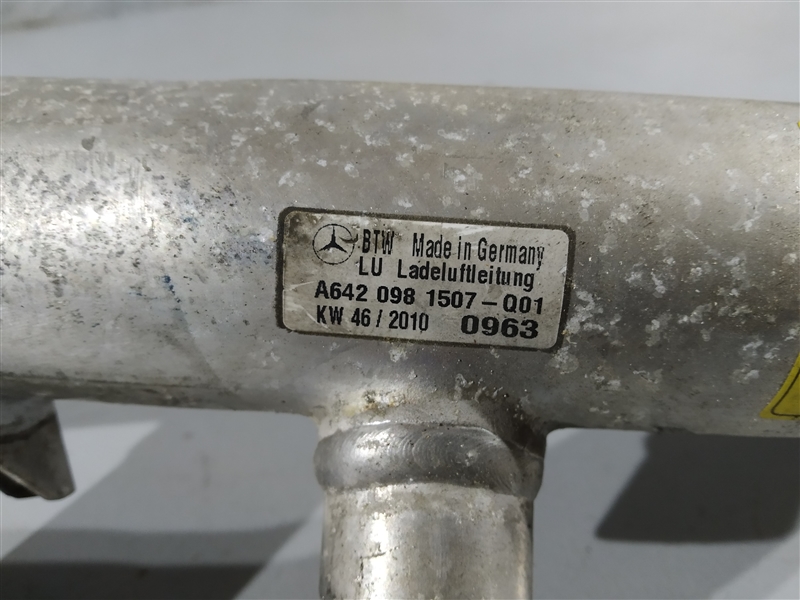 BTW Made in Germany
LU Ladeluftleitung
A642 098 1507-Q01
KW 46/2010 0963